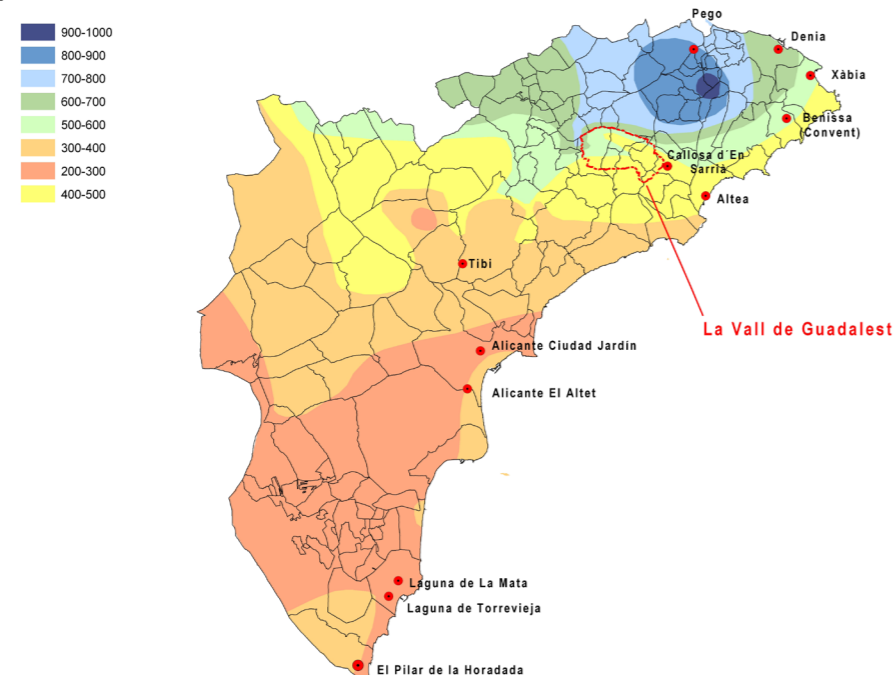 900-1000
800-900
700-800
600-700
500-600
300-400
200-300
400-500
Pego
Denia
Xàbia
Benissa
(Convent)
Callosa d´En
Sarrià
Altea
Tibi
La Vall de Guadalest
Alicante Ciudad Jardín
Alicante El Altet
Laguna de La Mata
Laguna de Torrevieja
El Pilar de la Horadada